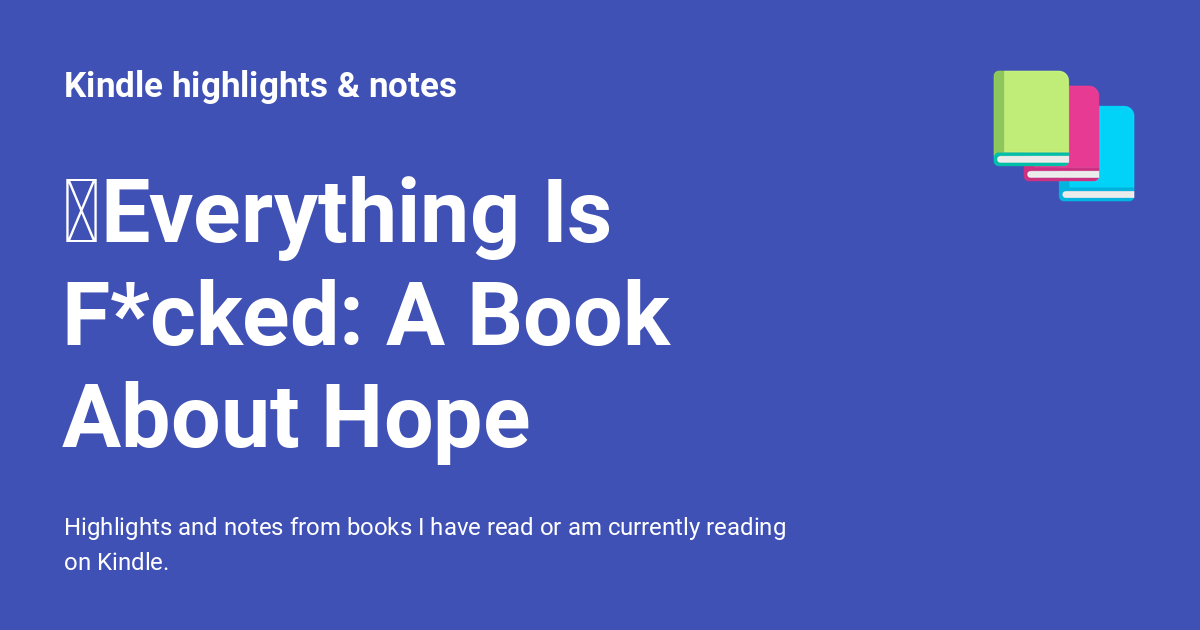 Kindle highlights & notes
Everything Is
F*cked: A Book
About Hope
Highlights and notes from books I have read or am currently reading
on Kindle.